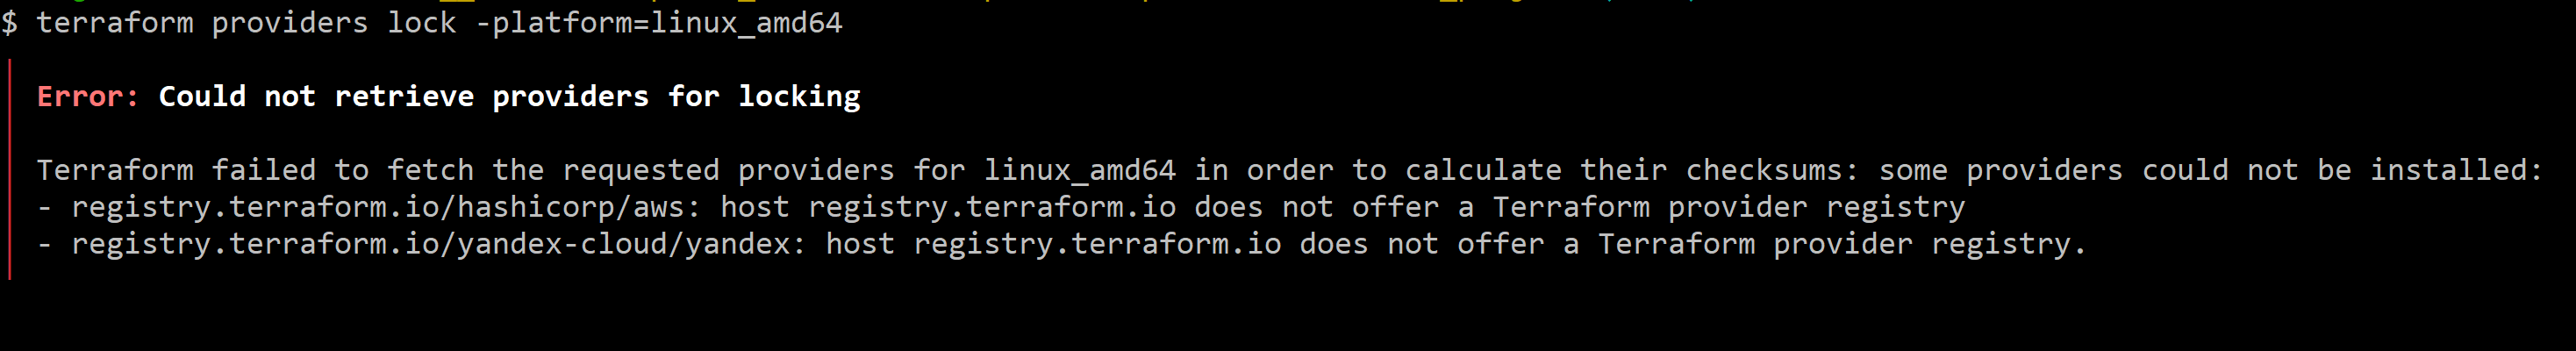 $ terraform providers lock -platform=linux_amd64
Error: Could not retrieve providers for locking
Terraform failed to fetch the requested providers for linux_amd64 in order to calculate their checksums: some providers could not be installed:
- registry.terraform.io/hashicorp/aws: host registry.terraform.io does not offer a Terraform provider registry
- registry.terraform.io/yandex-cloud/yandex: host registry.terraform.io does not offer a Terraform provider registry.